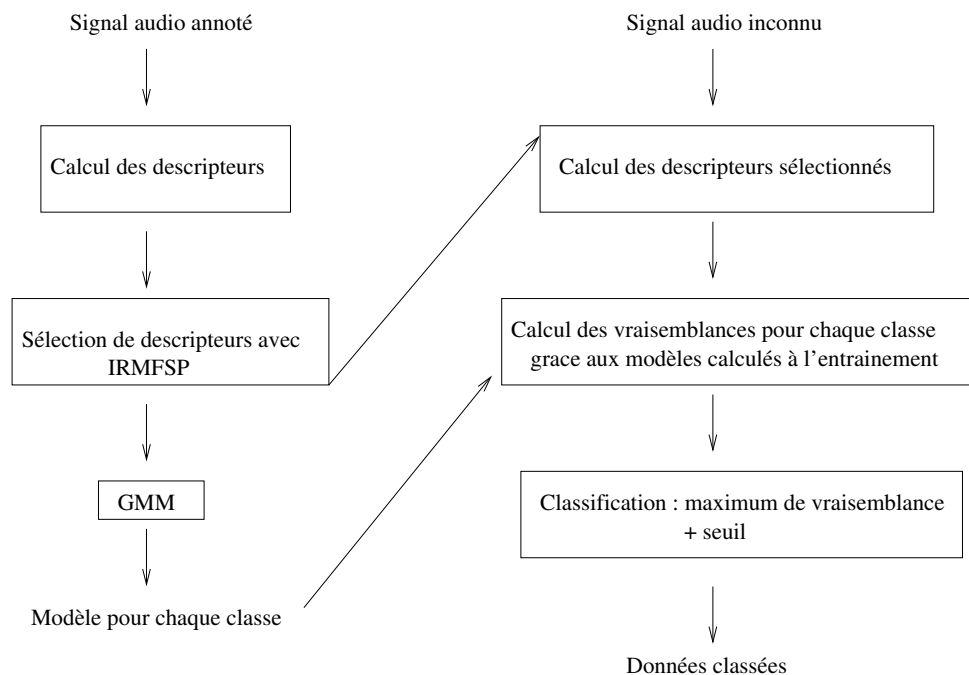 Signal audio annoté
Calcul des descripteurs
Sélection de descripteurs avec
IRMFSP
GMM
Modèle pour chaque classe
Signal audio inconnu
Calcul des descripteurs sélectionnés
Calcul des vraisemblances pour chaque classe
grace aux modèles calculés à l'entrainement
Classification : maximum de vraisemblance
+ seuil
Données classées